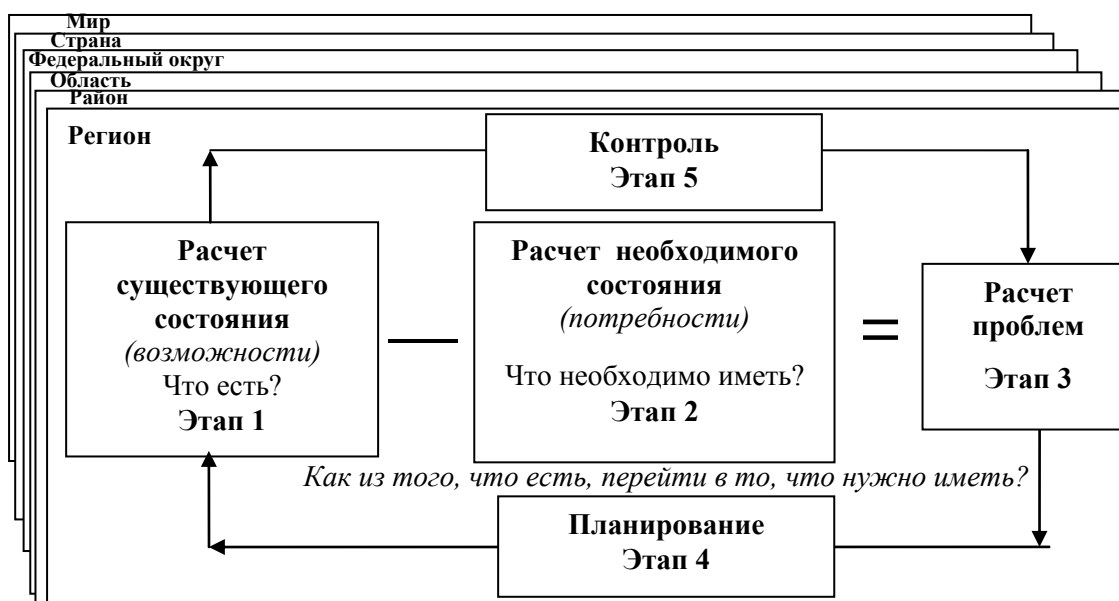 Мир
Страна
Федеральный округ
Область
Район
Регион
Контроль
Этап 5
Расчет
существующего
состояния
(возможности)
Что есть?
Этап 1
—
Расчет необходимого
состояния
(потребности)
Что необходимо иметь?
Этап 2
=
Расчет
проблем
Этап 3
Как из того, что есть, перейти в то, что нужно иметь?
Планирование
Этап 4